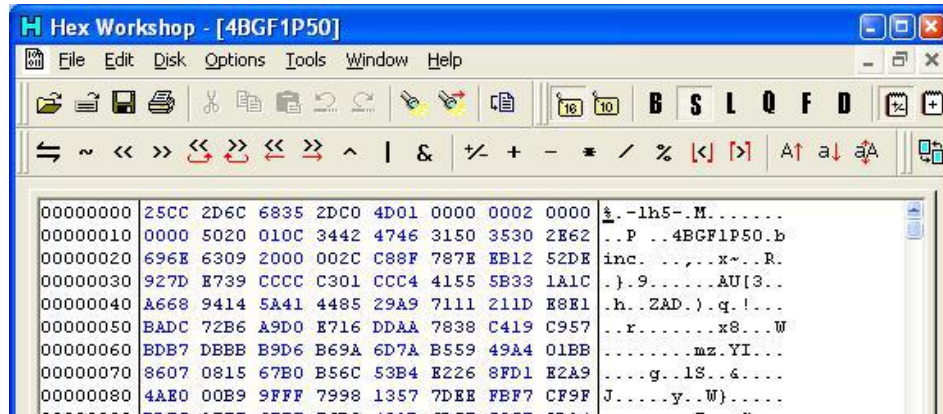 Hex Workshop - [4BGF1P50]
File Edit Disk Options Tools Window Help
16 10 B S L Q F D
~ << >> << >> << >> ^ | & +/- + - * / % |<| |>| A↑ a↓ aA
00000000 25CC 2D6C 6835 2DC0 4D01 0000 0002 0000 %.-lh5-.M.......
00000010 0000 5020 010C 3442 4746 3150 3530 2E62 ..P ..4BGF1P50.b
00000020 696E 6309 2000 002C C88F 787E EB12 52DE inc. ..,..x~..R.
00000030 927D E739 CCCC C301 CCC4 4155 5B33 1A1C .}.9......AU[3..
00000040 A668 9414 5A41 4485 29A9 7111 211D E8E1 .h..ZAD.).q.!...
00000050 BADC 72B6 A9D0 E716 DDAA 7838 C419 C957 ..r.......x8...W
00000060 BDB7 DBBB B9D6 B69A 6D7A B559 49A4 01BB ........mz.YI...
00000070 8607 0815 67B0 B56C 53B4 E226 8FD1 E2A9 ....g..lS..&....
00000080 4AE0 00B9 9FFF 7998 1357 7DEE FBF7 CF9F J.....y..W}.....